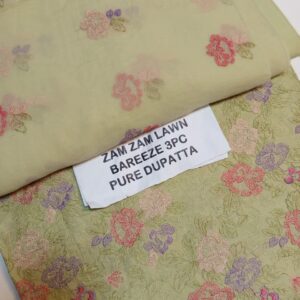 ZAM ZAM LAWN
BAREEZE 3PC
PURE DUPATTA